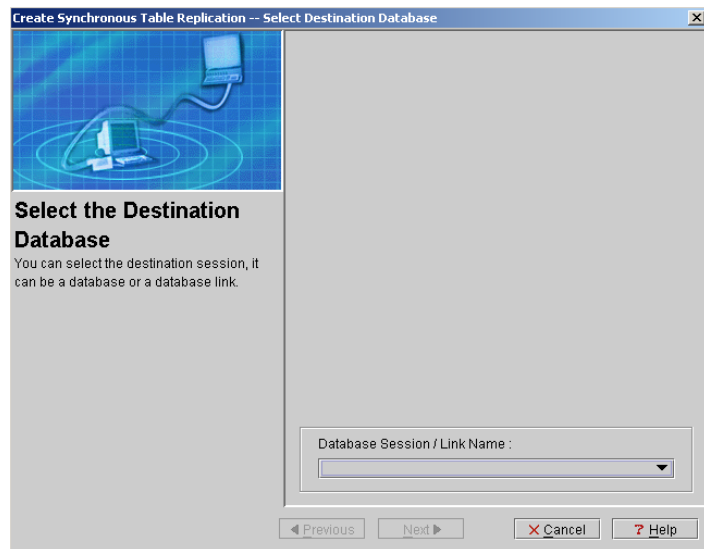 Create Synchronous Table Replication -- Select Destination Database
Select the Destination
Database
You can select the destination session, it
can be a database or a database link.
Database Session / Link Name :
Previous
Next
Cancel
Help